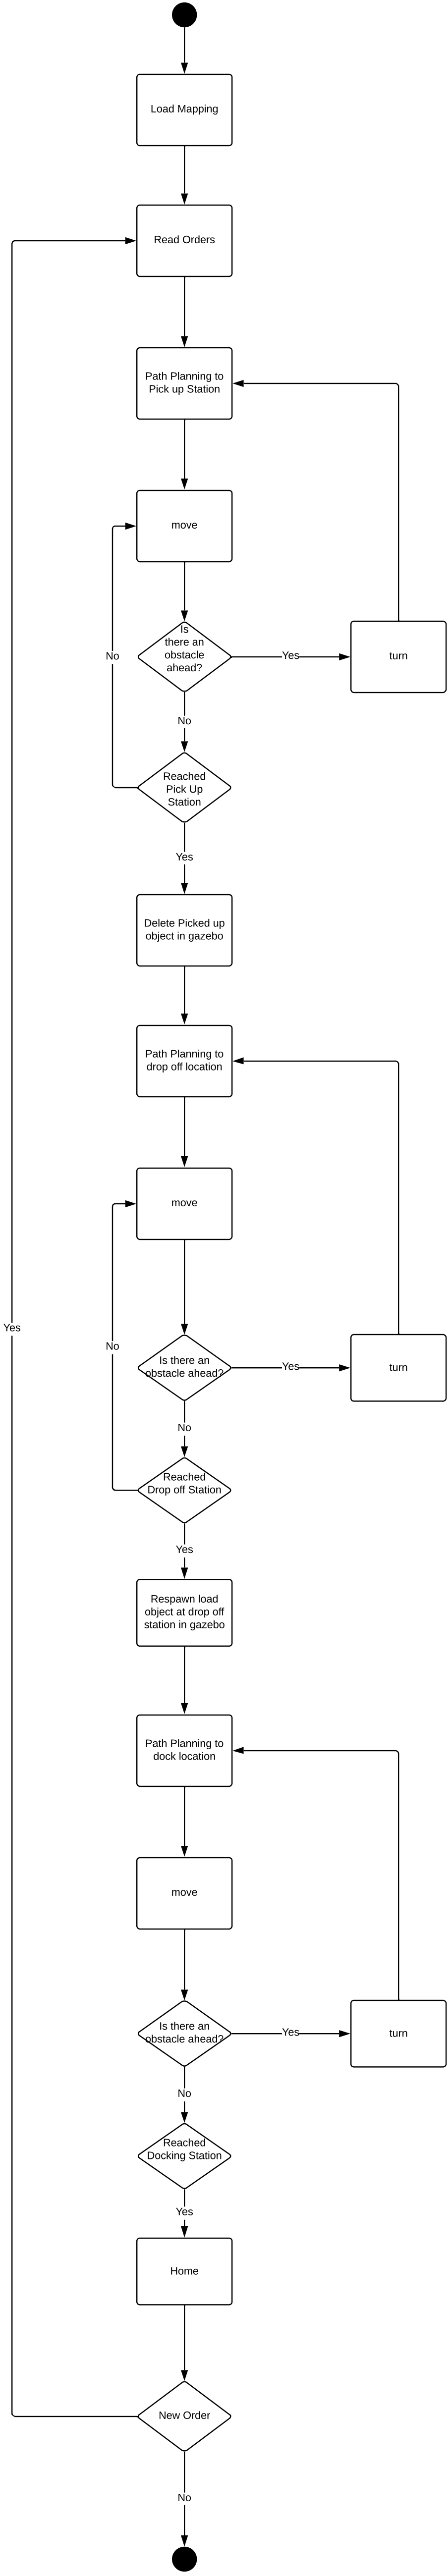 Load Mapping
Read Orders
Path Planning to
Pick up Station
move
Is
there an
obstacle
ahead?
Yes
turn
No
No
Reached
Pick Up
Station
Yes
Delete Picked up
object in gazebo
Path Planning to
drop off location
move
Yes
No
Is there an
obstacle ahead?
Yes
turn
No
Reached
Drop off Station
Yes
Respawn load
object at drop off
station in gazebo
Path Planning to
dock location
move
Is there an
obstacle ahead?
Yes
turn
No
Reached
Docking Station
Yes
Home
New Order
No